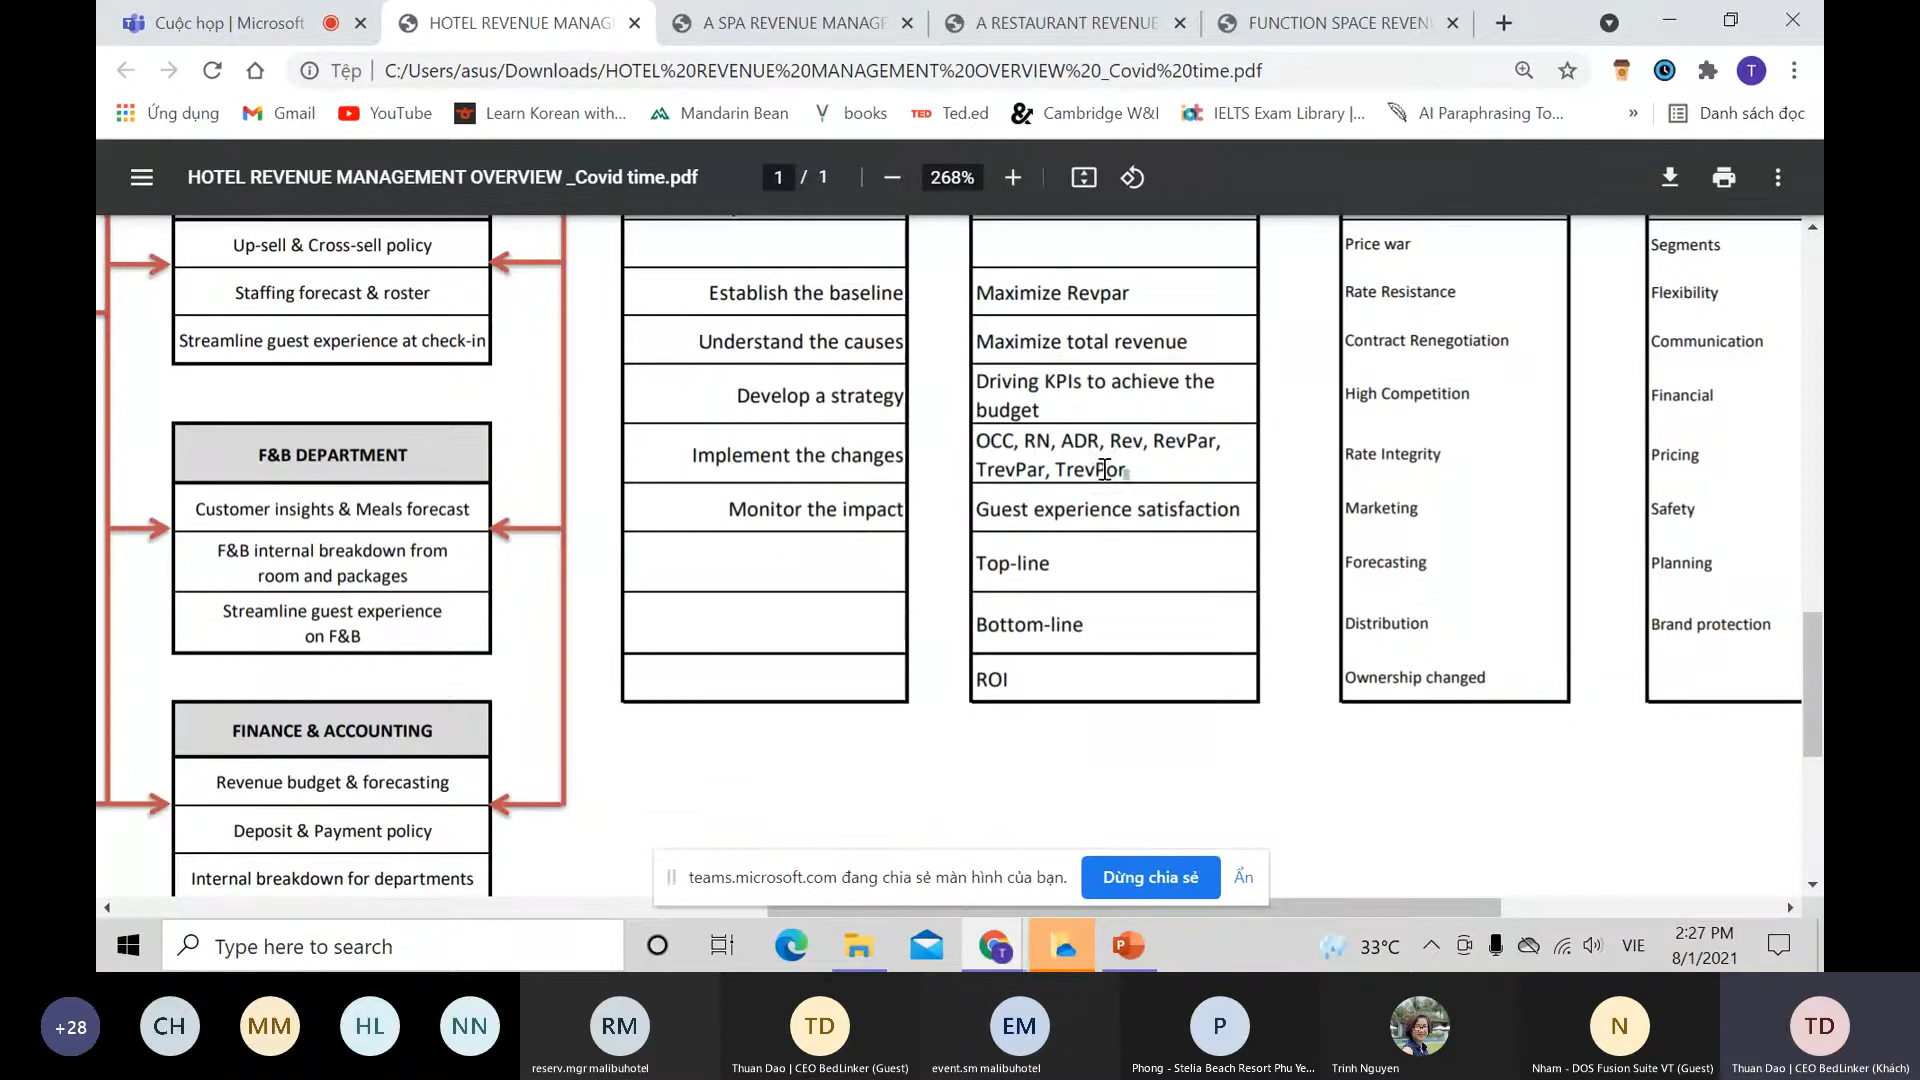 Cuộc họp | Microsoft
HOTEL REVENUE MANAG
A SPA REVENUE MANAGE
A RESTAURANT REVENUE
FUNCTION SPACE REVEN
Tệp
C:/Users/asus/Downloads/HOTEL%20REVENUE%20MANAGEMENT%20OVERVIEW%20_Covid%20time.pdf
T
Ứng dụng
Gmail
YouTube
Learn Korean with...
Mandarin Bean
books
TED Ted.ed
Cambridge W&I
IELTS Exam Library |...
AI Paraphrasing To...
»
Danh sách đọc
HOTEL REVENUE MANAGEMENT OVERVIEW _Covid time.pdf
1 / 1
268%
Up-sell & Cross-sell policy
Staffing forecast & roster
Streamline guest experience at check-in
F&B DEPARTMENT
Customer insights & Meals forecast
F&B internal breakdown from
room and packages
Streamline guest experience
on F&B
FINANCE & ACCOUNTING
Revenue budget & forecasting
Deposit & Payment policy
Internal breakdown for departments
Establish the baseline
Understand the causes
Develop a strategy
Implement the changes
Monitor the impact
Maximize Revpar
Maximize total revenue
Driving KPIs to achieve the
budget
OCC, RN, ADR, Rev, RevPar,
TrevPar, TrevPor
Guest experience satisfaction
Top-line
Bottom-line
ROI
Price war
Rate Resistance
Contract Renegotiation
High Competition
Rate Integrity
Marketing
Forecasting
Distribution
Ownership changed
Segments
Flexibility
Communication
Financial
Pricing
Safety
Planning
Brand protection
teams.microsoft.com đang chia sẻ màn hình của bạn.
Dừng chia sẻ
Ẩn
Type here to search
33°C
VIE
2:27 PM
8/1/2021
+28
CH
MM
HL
NN
RM
reserv.mgr malibuhotel
TD
Thuan Dao | CEO BedLinker (Guest)
EM
event.sm malibuhotel
P
Phong - Stelia Beach Resort Phu Ye...
Trinh Nguyen
N
Nham - DOS Fusion Suite VT (Guest)
TD
Thuan Dao | CEO BedLinker (Khách)